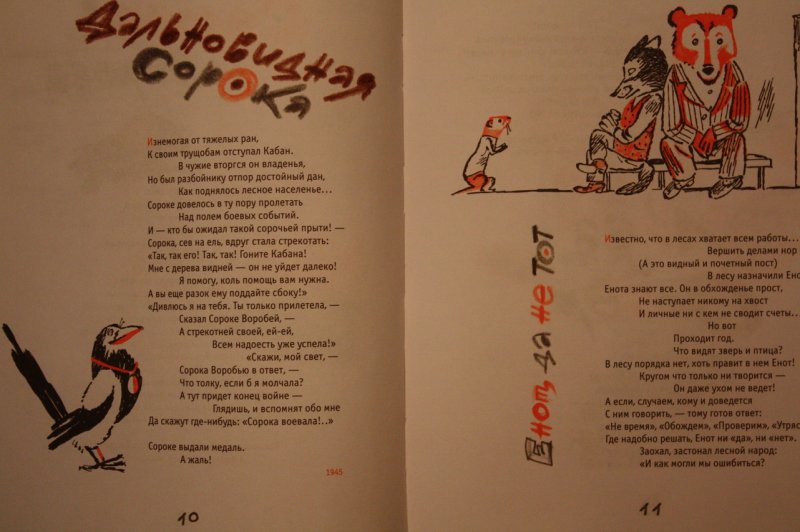 Дальновидная
Сорока
Изнемогая от тяжелых ран,
К своим трущобам отступал Кабан.
В чужие вторгся он владенья,
Но был разбойнику отпор достойный дан,
Как поднялось лесное населенье…
Сороке довелось в ту пору пролетать
Над полем боевых событий.
И — кто бы ожидал такой сорочьей прыти! —
Сорока, сев на ель, вдруг стала стрекотать:
«Так, так его! Так, так! Гоните Кабана!
Мне с дерева видней — он не уйдет далеко!
Я помогу, коль помощь вам нужна.
А вы еще разок ему поддайте сбоку!»
«Дивлюсь я на тебя. Ты только прилетела, —
Сказал Сороке Воробей, —
А стрекотней своей, ей-ей,
Всем надоесть уже успела!»
«Скажи, мой свет, —
Сорока Воробью в ответ, —
Что толку, если б я молчала?
А тут придет конец войне —
Глядишь, и вспомнят обо мне
Да скажут где-нибудь: «Сорока воевала!..»
Сороке выдали медаль.
А жаль!
1945
10
Енот, да не тот
Известно, что в лесах хватает всем работы…
Вершить делами нор
(А это видный и почетный пост)
В лесу назначили Ено
Енота знают все. Он в обхожденье прост,
Не наступает никому на хвост
И личные ни с кем не сводит счеты…
Но вот
Проходит год.
Что видят зверь и птица?
В лесу порядка нет, хоть правит в нем Енот!
Кругом что только ни творится —
Он даже ухом не ведет!
А если, случаем, кому и доведется
С ним говорить, — тому готов ответ:
«Не время», «Обождем», «Проверим», «Утряс
Где надобно решать, Енот ни «да», ни «нет».
Заохал, застонал лесной народ:
«И как могли мы ошибиться?
11